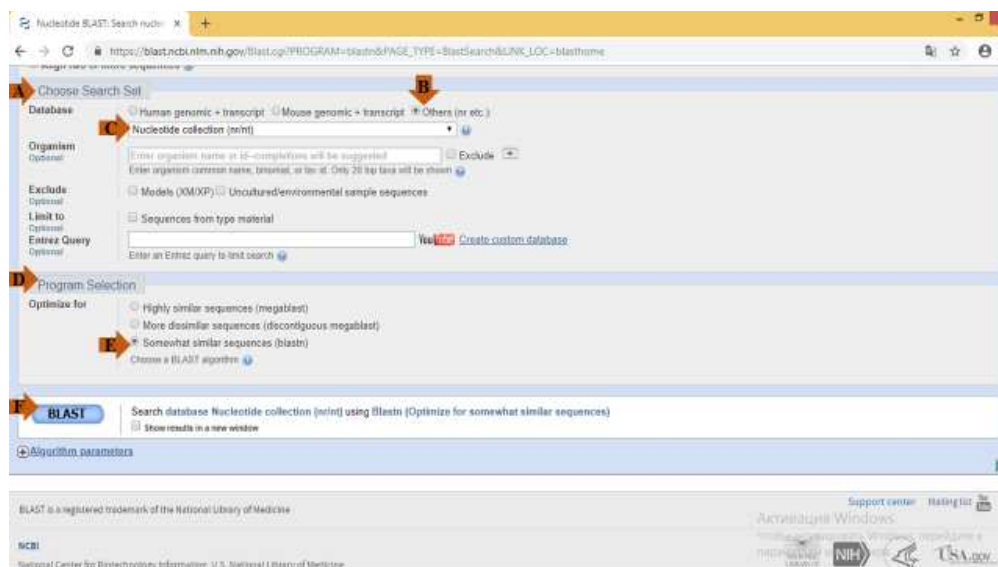 Nucleotide BLAST: Search nucle
https://blast.ncbi.nlm.nih.gov/Blast.cgi?PROGRAM=blastn&PAGE_TYPE=BlastSearch&LINK_LOC=blasthome
Align two or more sequences
A Choose Search Set B
Database Human genomic + transcript Mouse genomic + transcript Others (nr etc.)
C Nucleotide collection (nr/nt)
Organism
Optional Enter organism name or id--completions will be suggested Exclude +
Enter organism common name, binomial, or tax id. Only 20 top taxa will be shown
Exclude Models (XM/XP) Uncultured/environmental sample sequences
Optional
Limit to Sequences from type material
Optional
Entrez Query YouTube Create custom database
Optional Enter an Entrez query to limit search
D Program Selection
Optimize for Highly similar sequences (megablast)
More dissimilar sequences (discontiguous megablast)
E Somewhat similar sequences (blastn)
Choose a BLAST algorithm
F BLAST Search database Nucleotide collection (nr/nt) using Blastn (Optimize for somewhat similar sequences)
Show results in a new window
Algorithm parameters
BLAST is a registered trademark of the National Library of Medicine Support center Mailing list
Активация Windows
NCBI NIH USA.gov
National Center for Biotechnology Information, U.S. National Library of Medicine